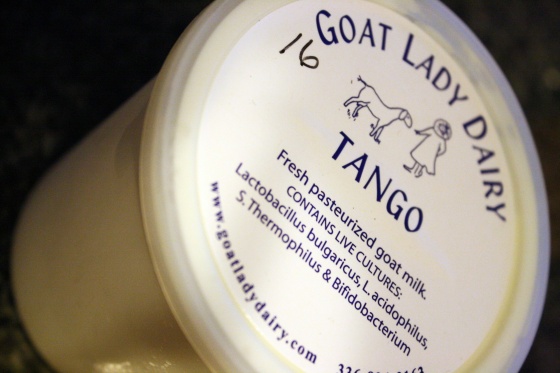 GOAT LADY DAIRY
16
TANGO
Fresh pasteurized goat milk.
CONTAINS LIVE CULTURES:
Lactobacillus bulgaricus, L. acidophilus,
S. Thermophilus & Bifidobacterium
www.goatladydairy.com